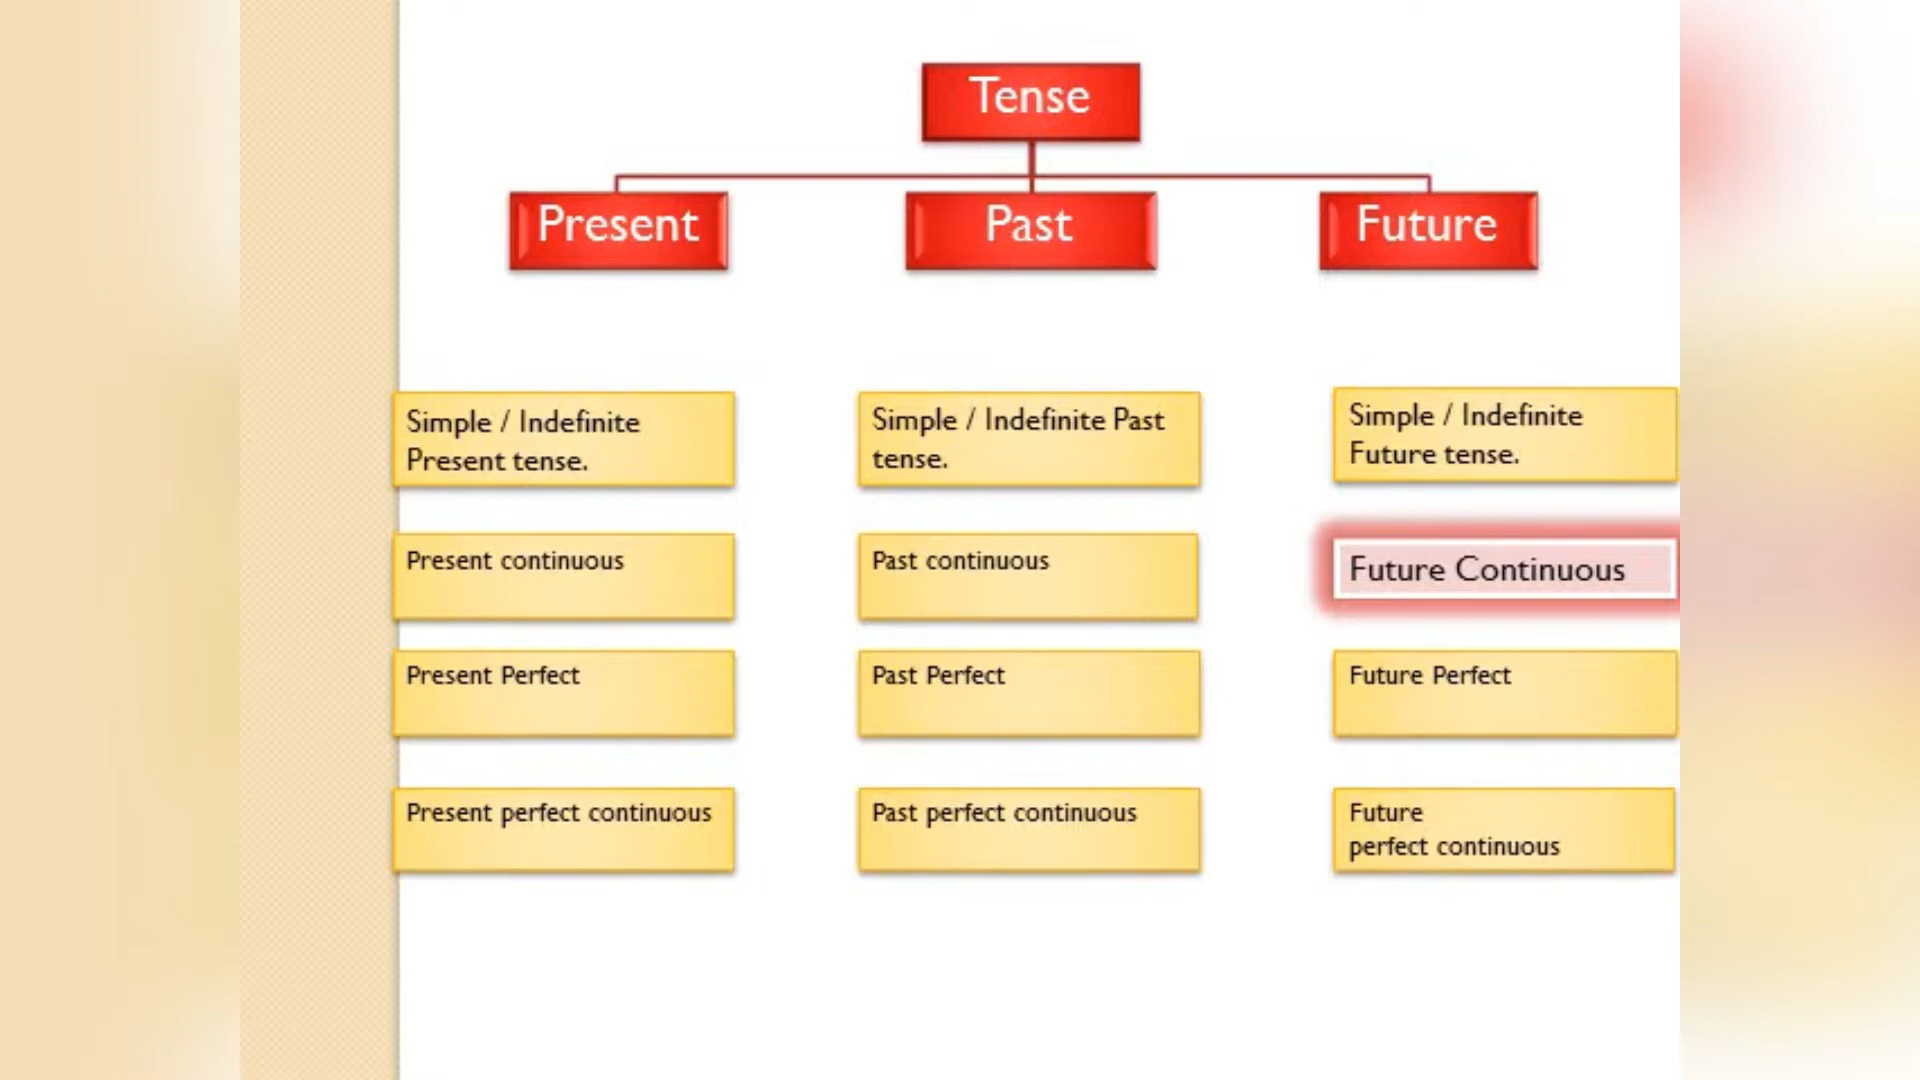 Tense
Present
Past
Future
Simple / Indefinite
Present tense.
Simple / Indefinite Past
tense.
Simple / Indefinite
Future tense.
Present continuous
Past continuous
Future Continuous
Present Perfect
Past Perfect
Future Perfect
Present perfect continuous
Past perfect continuous
Future
perfect continuous